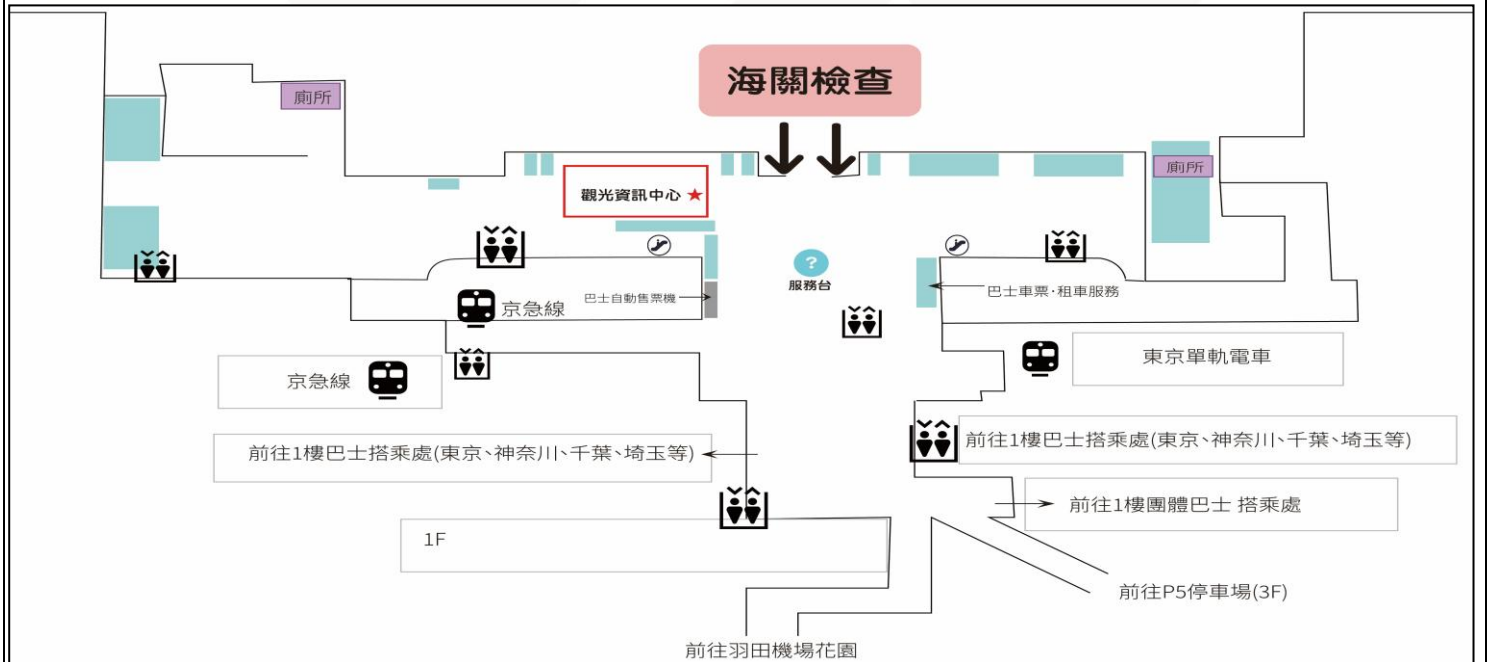 海關檢查
廁所
廁所
觀光資訊中心 ★
?
服務台
巴士自動售票機
巴士車票·租車服務
京急線
京急線
東京單軌電車
前往1樓巴士搭乘處(東京、神奈川、千葉、埼玉等)
前往1樓巴士搭乘處(東京、神奈川、千葉、埼玉等)
前往1樓團體巴士 搭乘處
1F
前往P5停車場(3F)
前往羽田機場花園